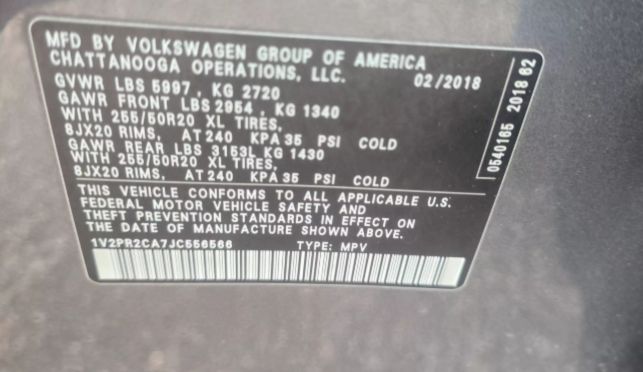 MFD BY VOLKSWAGEN GROUP OF AMERICA
CHATTANOOGA OPERATIONS, LLC.
02/2018
GVWR LBS 5997, KG 2720
GAWR FRONT LBS 2954, KG 1340
WITH 255/50R20 XL TIRES,
8JX20 RIMS, AT 240 KPA 35 PSI COLD
GAWR REAR LBS 3153L KG 1430
WITH 255/50R20 XL TIRES,
8JX20 RIMS, AT 240 KPA 35 PSI COLD
THIS VEHICLE CONFORMS TO ALL APPLICABLE U.S.
FEDERAL MOTOR VEHICLE SAFETY AND
THEFT PREVENTION STANDARDS IN EFFECT ON
THE DATE OF MANUFACTURE SHOWN ABOVE.
1V2PR2CA7JC556566 TYPE: MPV
0540165 2018 62